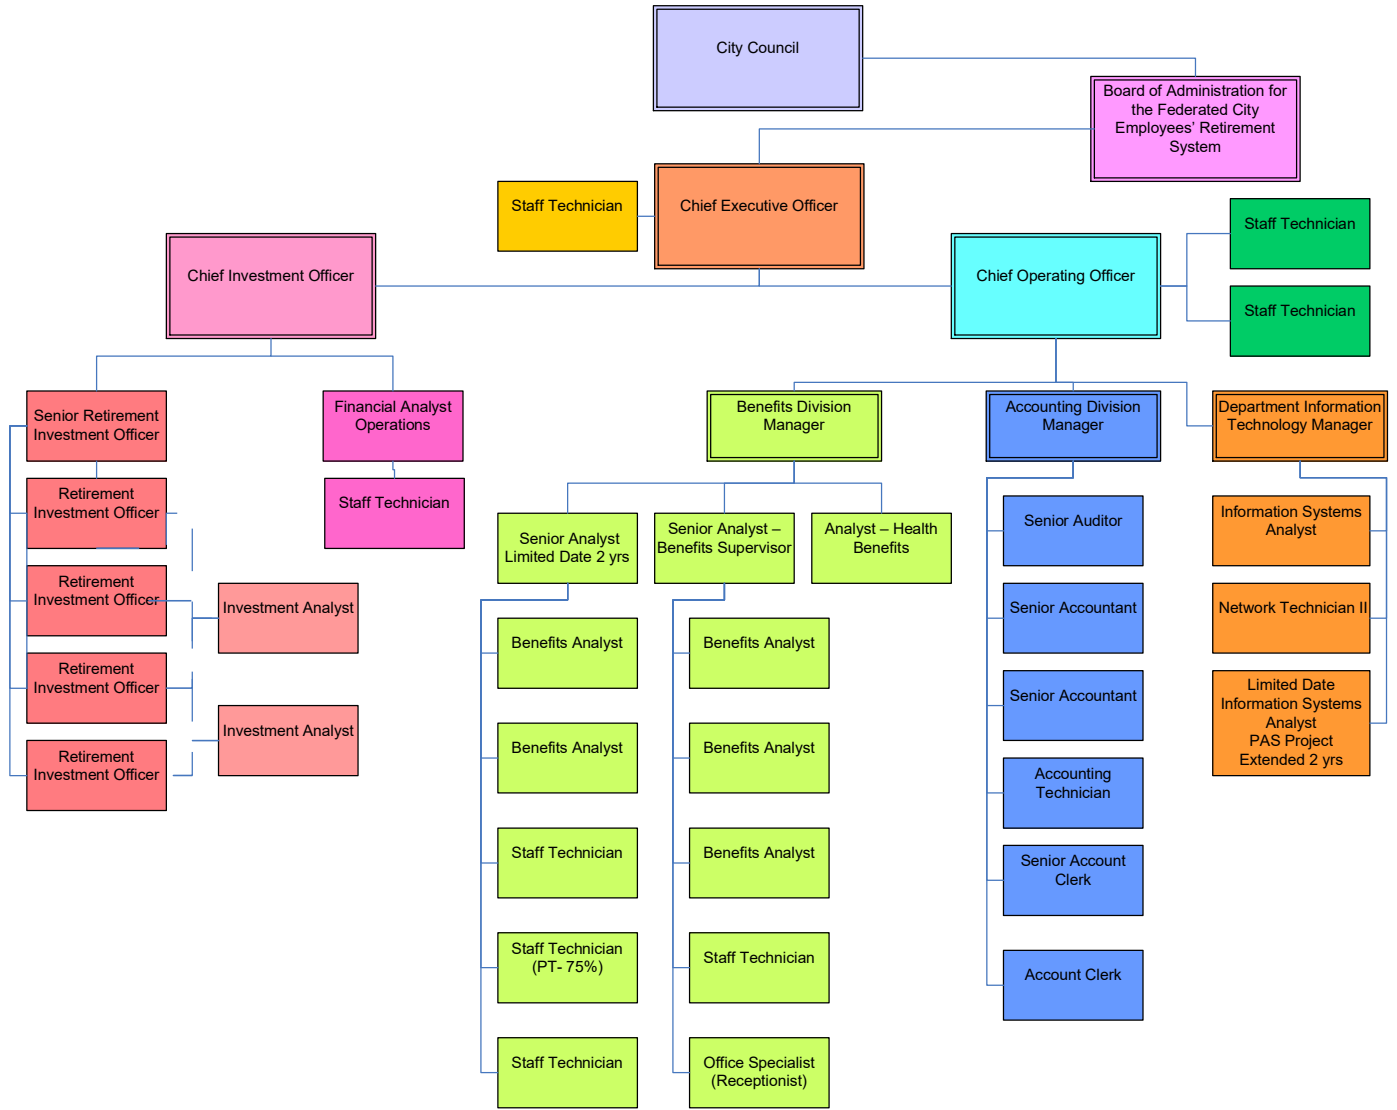 City Council
Board of Administration for
the Federated City
Employees’ Retirement
System
Staff Technician
Chief Executive Officer
Staff Technician
Chief Investment Officer
Chief Operating Officer
Staff Technician
Senior Retirement
Investment Officer
Financial Analyst
Operations
Benefits Division
Manager
Accounting Division
Manager
Department Information
Technology Manager
Retirement
Investment Officer
Staff Technician
Senior Analyst
Limited Date 2 yrs
Senior Analyst –
Benefits Supervisor
Analyst – Health
Benefits
Senior Auditor
Information Systems
Analyst
Retirement
Investment Officer
Investment Analyst
Benefits Analyst
Benefits Analyst
Senior Accountant
Network Technician II
Retirement
Investment Officer
Investment Analyst
Benefits Analyst
Benefits Analyst
Senior Accountant
Limited Date
Information Systems
Analyst
PAS Project
Extended 2 yrs
Retirement
Investment Officer
Accounting
Technician
Staff Technician
Benefits Analyst
Senior Account
Clerk
Staff Technician
(PT- 75%)
Staff Technician
Account Clerk
Staff Technician
Office Specialist
(Receptionist)